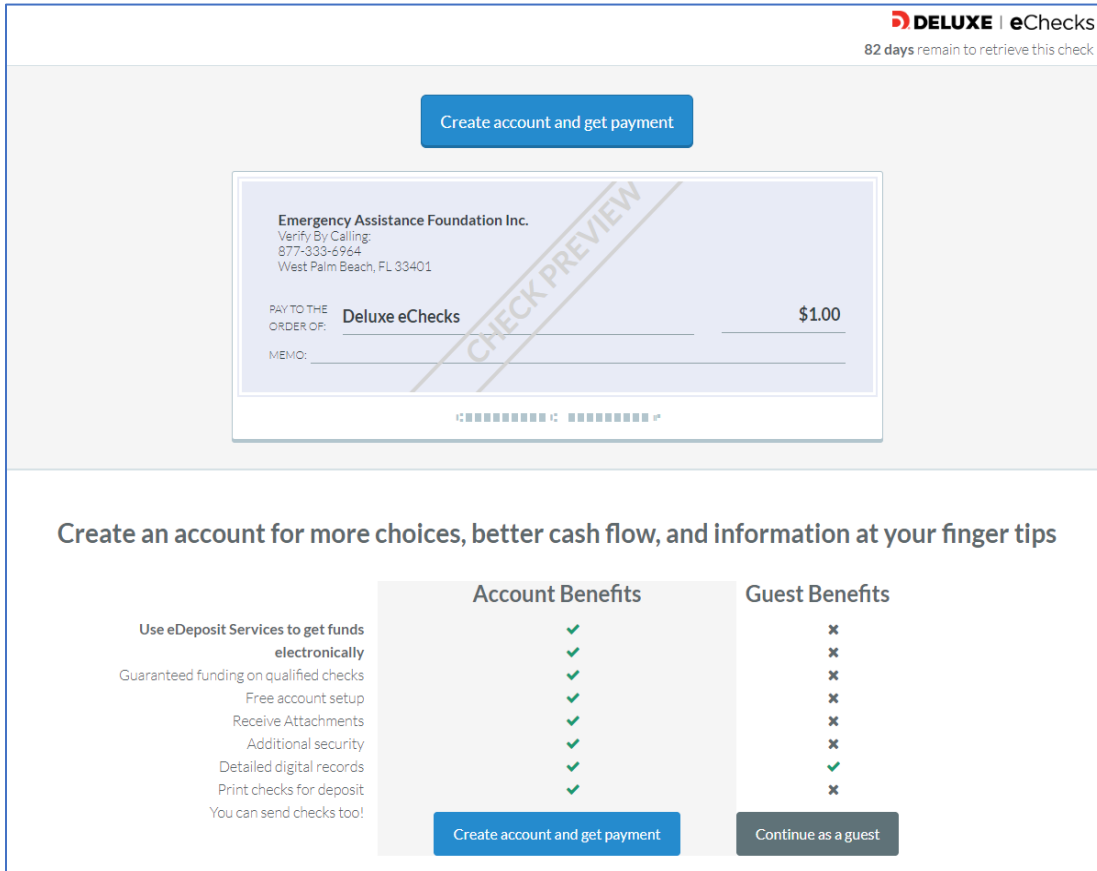 DELUXE | eChecks
82 days remain to retrieve this check
Create account and get payment
Emergency Assistance Foundation Inc.
Verify By Calling:
877-333-6964
West Palm Beach, FL 33401
CHECK PREVIEW
PAY TO THE
ORDER OF:
Deluxe eChecks
$1.00
MEMO:
Create an account for more choices, better cash flow, and information at your finger tips
Account Benefits
Guest Benefits
Use eDeposit Services to get funds
electronically
Guaranteed funding on qualified checks
Free account setup
Receive Attachments
Additional security
Detailed digital records
Print checks for deposit
You can send checks too!
Create account and get payment
Continue as a guest